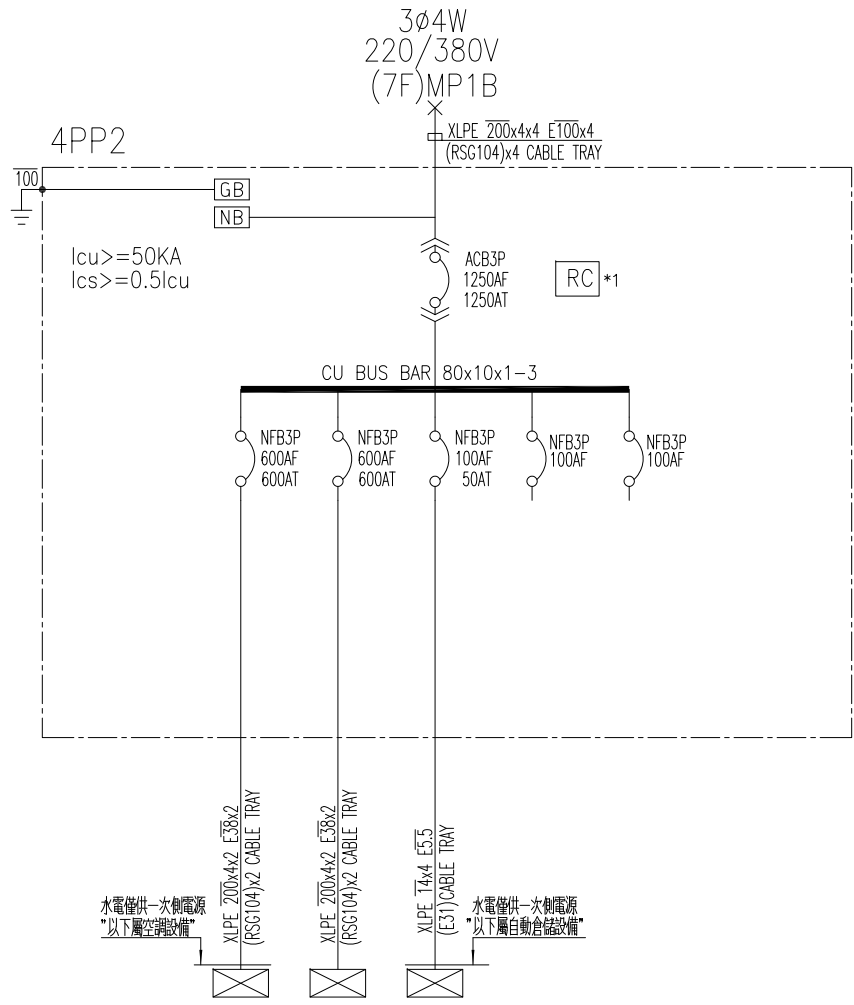 3ø4W
220/380V
(7F)MP1B
XLPE 200x4x4 E100x4
(RSG104)x4 CABLE TRAY
4PP2
100
GB
NB
Icu>=50KA
Ics>=0.5Icu
ACB3P
1250AF
1250AT
RC *1
CU BUS BAR 80x10x1-3
NFB3P
600AF
600AT
NFB3P
600AF
600AT
NFB3P
100AF
50AT
NFB3P
100AF
NFB3P
100AF
XLPE 200x4x2 E38x2
(RSG104)x2 CABLE TRAY
XLPE 200x4x2 E38x2
(RSG104)x2 CABLE TRAY
XLPE 14x4 E5.5
(E31)CABLE TRAY
水電僅供一次側電源
"以下屬空調設備"
水電僅供一次側電源
"以下屬自動倉儲設備"